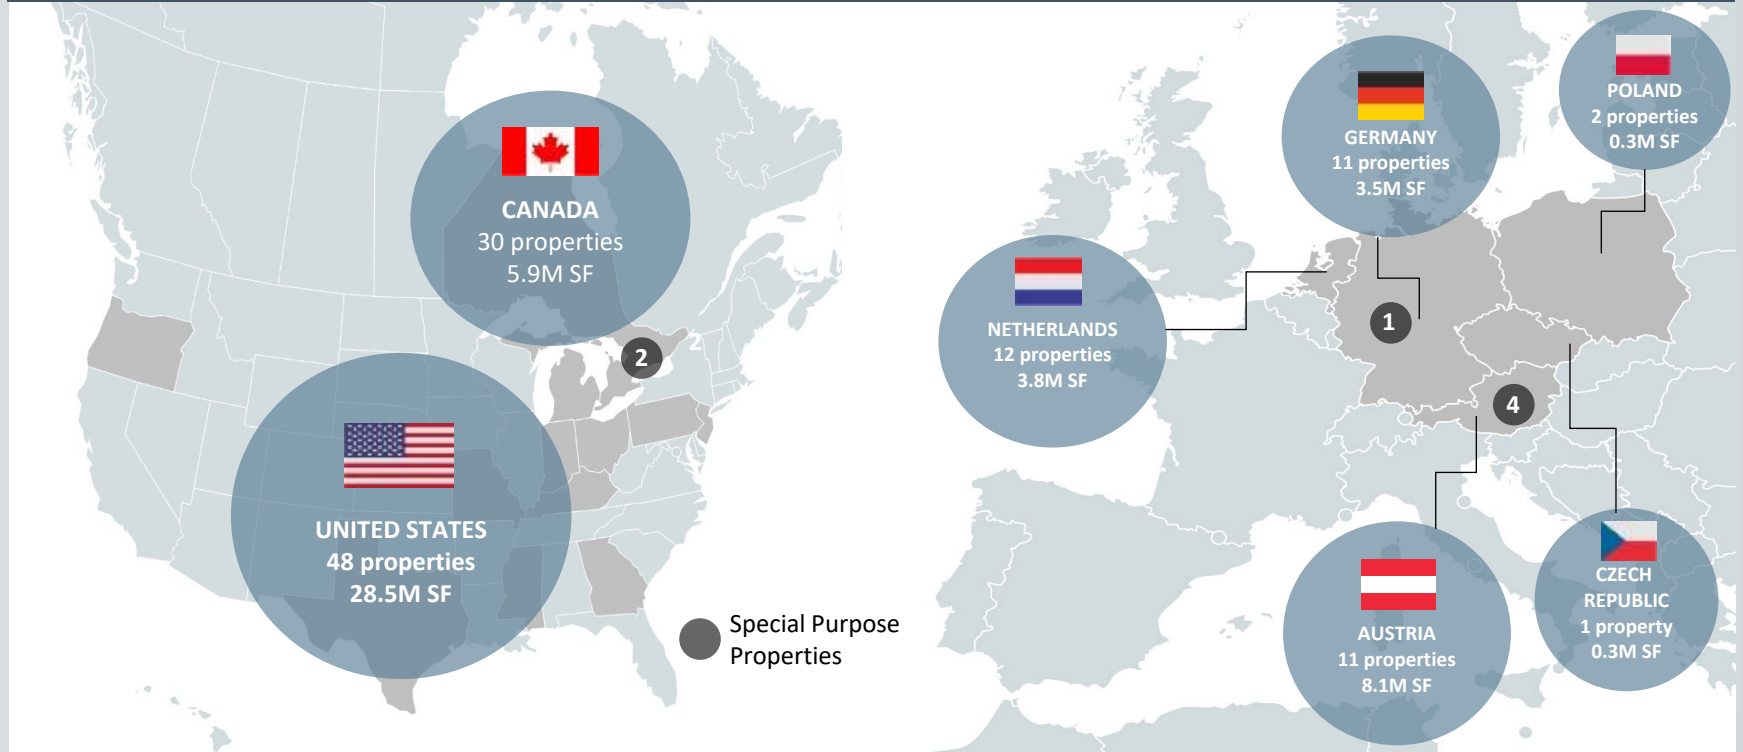 CANADA
30 properties
5.9M SF
2
2
UNITED STATES
48 properties
28.5M SF
Special Purpose
Properties
POLAND
2 properties
0.3M SF
GERMANY
11 properties
3.5M SF
NETHERLANDS
12 properties
3.8M SF
1
4
AUSTRIA
11 properties
8.1M SF
CZECH
REPUBLIC
1 property
0.3M SF